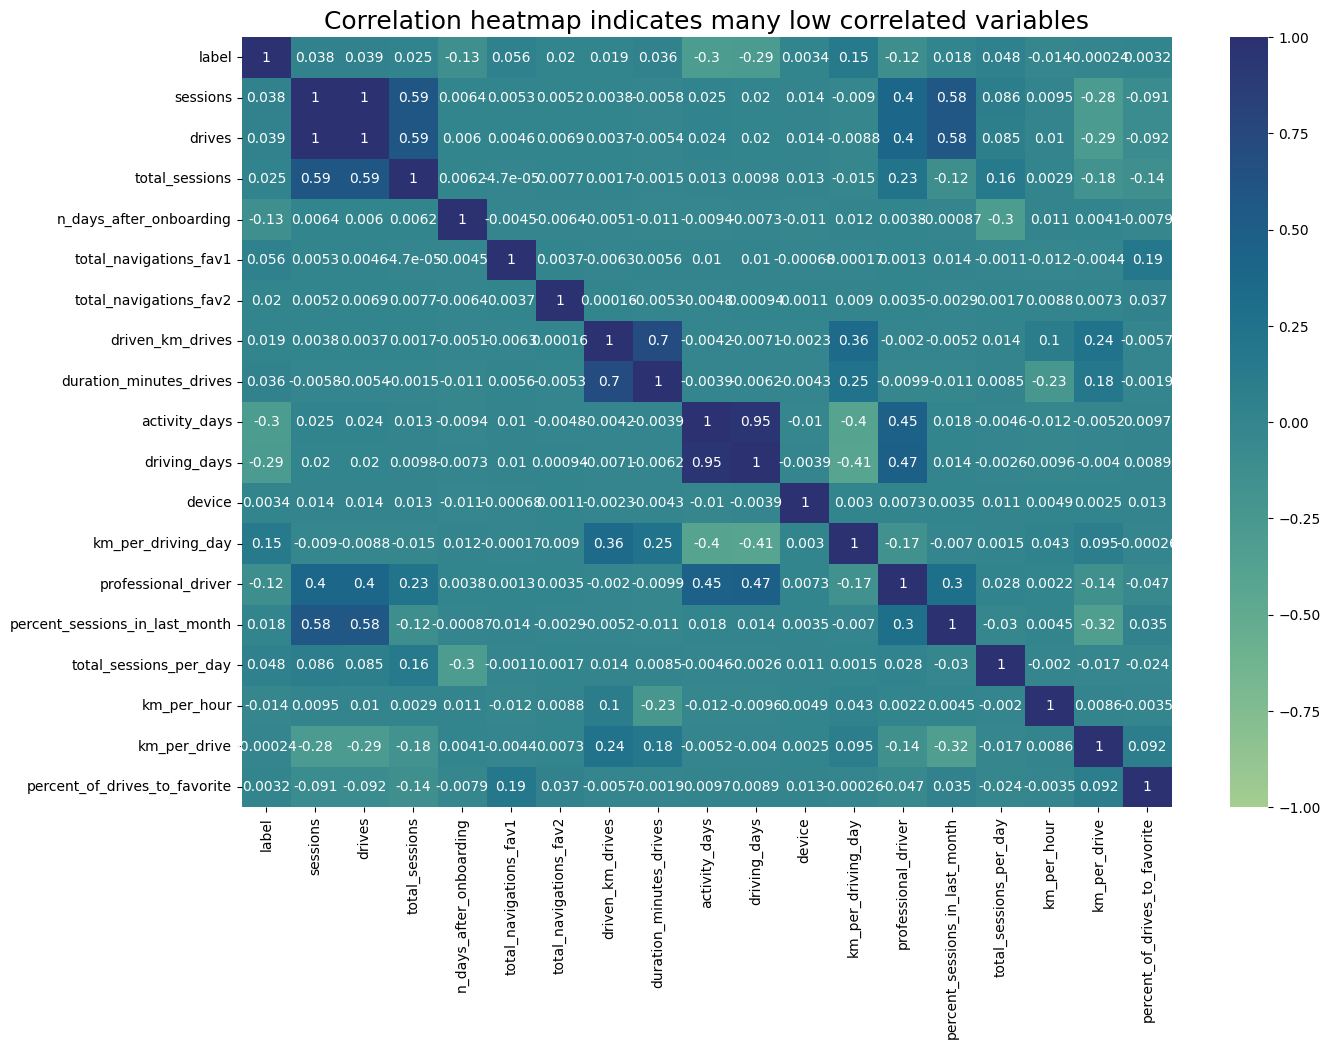 Correlation heatmap indicates many low correlated variables
label 1 0.038 0.039 0.025 -0.13 0.056 0.02 0.019 0.036 -0.3 -0.29 0.0034 0.15 -0.12 0.018 0.048 -0.014 -0.00024 0.0032 1.00
sessions 0.038 1 1 0.59 0.0064 0.0053 0.0052 0.0038 -0.0058 0.025 0.02 0.014 -0.009 0.4 0.58 0.086 0.0095 -0.28 -0.091
drives 0.039 1 1 0.59 0.006 0.0046 0.0069 0.0037 -0.0054 0.024 0.02 0.014 -0.0088 0.4 0.58 0.085 0.01 -0.29 -0.092 0.75
total_sessions 0.025 0.59 0.59 1 0.0062 -4.7e-05 0.0077 0.0017 -0.0015 0.013 0.0098 0.013 -0.015 0.23 -0.12 0.16 0.0029 -0.18 -0.14
n_days_after_onboarding -0.13 0.0064 0.006 0.0062 1 -0.0045 -0.0064 -0.0051 -0.011 -0.0094 -0.0073 -0.011 0.012 0.0038 -0.00087 -0.3 0.011 0.0041 -0.0079 0.50
total_navigations_fav1 0.056 0.0053 0.0046 -4.7e-05 -0.0045 1 0.0037 -0.0063 0.0056 0.01 0.01 -0.00068 -0.00017 0.0013 0.014 -0.0011 -0.012 -0.0044 0.19
total_navigations_fav2 0.02 0.0052 0.0069 0.0077 -0.0064 0.0037 1 0.00016 -0.0053 -0.0048 0.00094 0.0011 0.009 0.0035 -0.0029 0.0017 0.0088 0.0073 0.037
driven_km_drives 0.019 0.0038 0.0037 0.0017 -0.0051 -0.0063 0.00016 1 0.7 -0.0042 -0.0071 -0.0023 0.36 -0.002 -0.0052 0.014 0.1 0.24 -0.0057 0.25
duration_minutes_drives 0.036 -0.0058 -0.0054 -0.0015 -0.011 0.0056 -0.0053 0.7 1 -0.0039 -0.0062 -0.0043 0.25 -0.0099 -0.011 0.0085 -0.23 0.18 -0.0019
activity_days -0.3 0.025 0.024 0.013 -0.0094 0.01 -0.0048 -0.0042 -0.0039 1 0.95 -0.01 -0.4 0.45 0.018 -0.0046 -0.012 -0.0052 0.0097 0.00
driving_days -0.29 0.02 0.02 0.0098 -0.0073 0.01 0.00094 -0.0071 -0.0062 0.95 1 -0.0039 -0.41 0.47 0.014 -0.0026 -0.0096 -0.004 0.0089
device 0.0034 0.014 0.014 0.013 -0.011 -0.00068 0.0011 -0.0023 -0.0043 -0.01 -0.0039 1 0.003 0.0073 0.0035 0.011 0.0049 0.0025 0.013 -0.25
km_per_driving_day 0.15 -0.009 -0.0088 -0.015 0.012 -0.00017 0.009 0.36 0.25 -0.4 -0.41 0.003 1 -0.17 -0.007 0.0015 0.043 0.095 -0.00026
professional_driver -0.12 0.4 0.4 0.23 0.0038 0.0013 0.0035 -0.002 -0.0099 0.45 0.47 0.0073 -0.17 1 0.3 0.028 0.0022 -0.14 -0.047 -0.50
percent_sessions_in_last_month 0.018 0.58 0.58 -0.12 -0.00087 0.014 -0.0029 -0.0052 -0.011 0.018 0.014 0.0035 -0.007 0.3 1 -0.03 0.0045 -0.32 0.035
total_sessions_per_day 0.048 0.086 0.085 0.16 -0.3 -0.0011 0.0017 0.014 0.0085 -0.0046 -0.0026 0.011 0.0015 0.028 -0.03 1 -0.002 -0.017 -0.024
km_per_hour -0.014 0.0095 0.01 0.0029 0.011 -0.012 0.0088 0.1 -0.23 -0.012 -0.0096 0.0049 0.043 0.0022 0.0045 -0.002 1 0.0086 -0.0035 -0.75
km_per_drive -0.00024 -0.28 -0.29 -0.18 0.0041 -0.0044 0.0073 0.24 0.18 -0.0052 -0.004 0.0025 0.095 -0.14 -0.32 -0.017 0.0086 1 0.092
percent_of_drives_to_favorite 0.0032 -0.091 -0.092 -0.14 -0.0079 0.19 0.037 -0.0057 -0.0019 0.0097 0.0089 0.013 -0.00026 -0.047 0.035 -0.024 -0.0035 0.092 1 -1.00
label
sessions
drives
total_sessions
n_days_after_onboarding
total_navigations_fav1
total_navigations_fav2
driven_km_drives
duration_minutes_drives
activity_days
driving_days
device
km_per_driving_day
professional_driver
percent_sessions_in_last_month
total_sessions_per_day
km_per_hour
km_per_drive
percent_of_drives_to_favorite